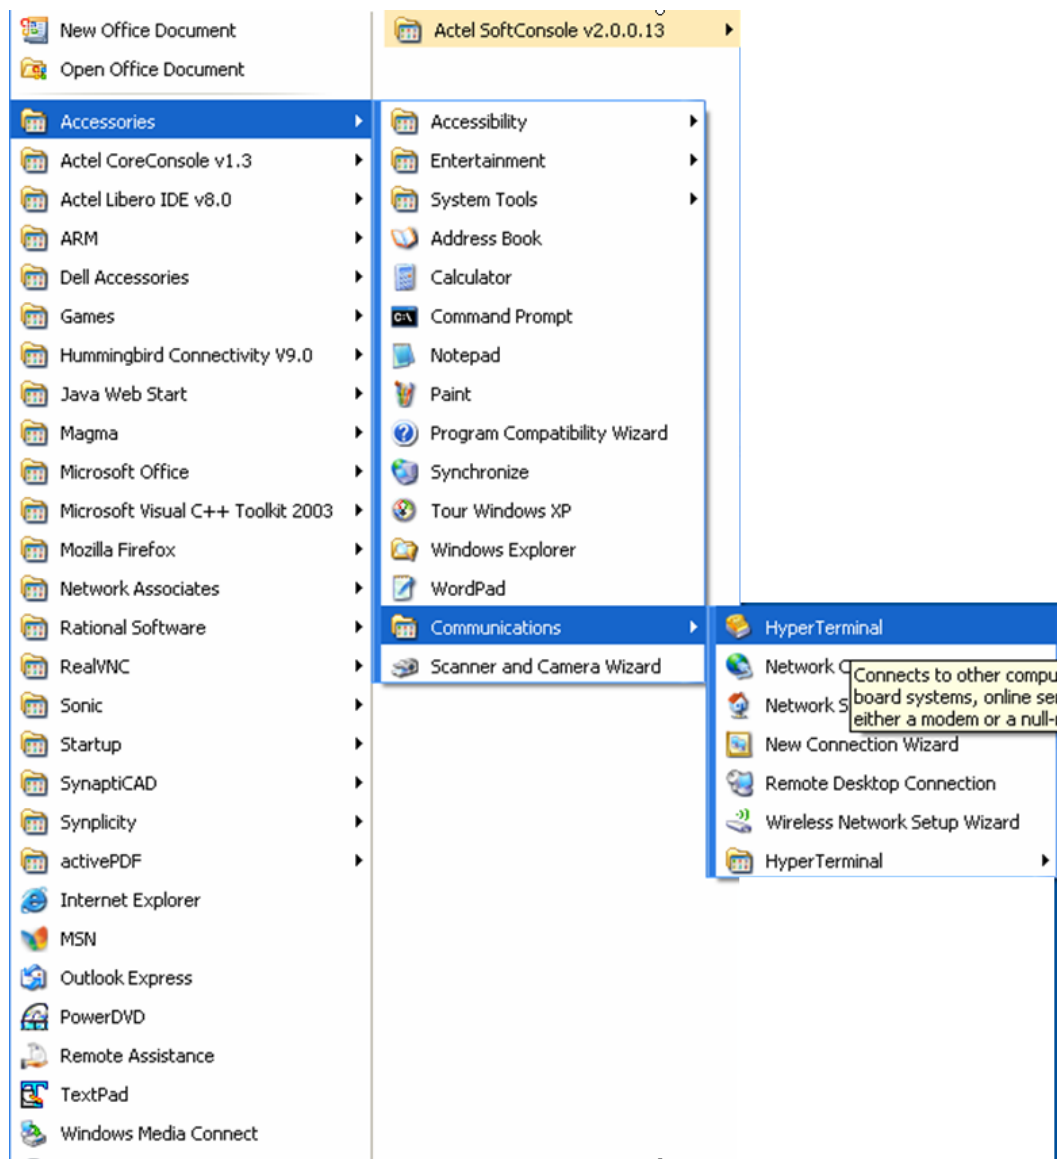 New Office Document
Open Office Document
Accessories
Actel CoreConsole v1.3
Actel Libero IDE v8.0
ARM
Dell Accessories
Games
Hummingbird Connectivity V9.0
Java Web Start
Magma
Microsoft Office
Microsoft Visual C++ Toolkit 2003
Mozilla Firefox
Network Associates
Rational Software
RealVNC
Sonic
Startup
SynaptiCAD
Synplicity
activePDF
Internet Explorer
MSN
Outlook Express
PowerDVD
Remote Assistance
TextPad
Windows Media Connect
Actel SoftConsole v2.0.0.13
Accessibility
Entertainment
System Tools
Address Book
Calculator
Command Prompt
Notepad
Paint
Program Compatibility Wizard
Synchronize
Tour Windows XP
Windows Explorer
WordPad
Communications
Scanner and Camera Wizard
HyperTerminal
Network
Network S
New Connection Wizard
Remote Desktop Connection
Wireless Network Setup Wizard
HyperTerminal
Connects to other compu
board systems, online se
either a modem or a null-